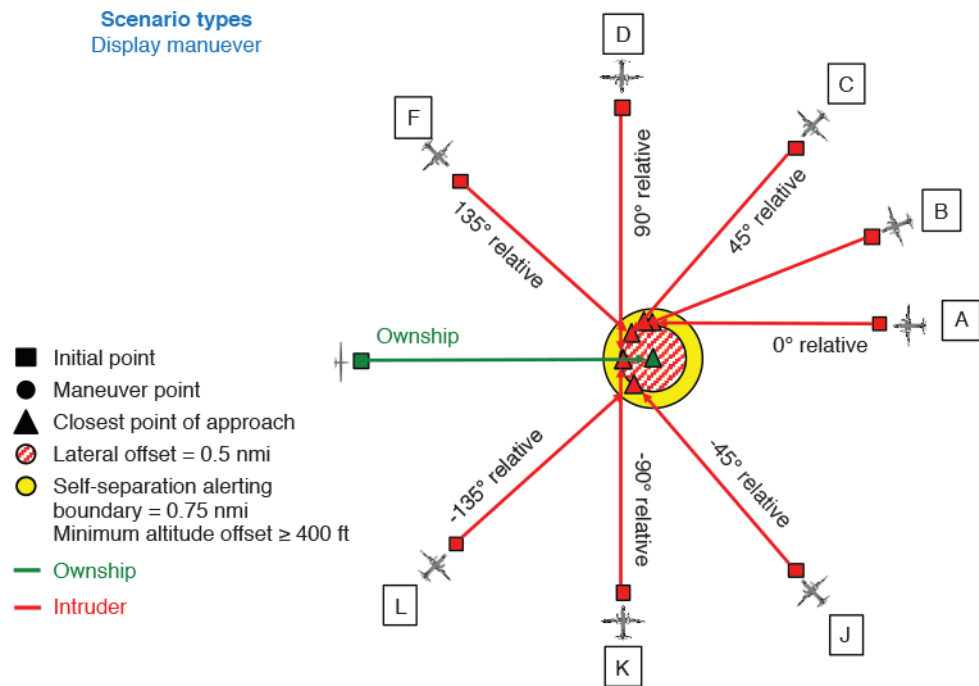 Scenario types
Display manuever
D
C
F
B
A
90° relative
45° relative
135° relative
0° relative
Ownship
Initial point
Maneuver point
Closest point of approach
Lateral offset = 0.5 nmi
Self-separation alerting
boundary = 0.75 nmi
Minimum altitude offset ≥ 400 ft
Ownship
Intruder
-135° relative
-90° relative
-45° relative
L
K
J